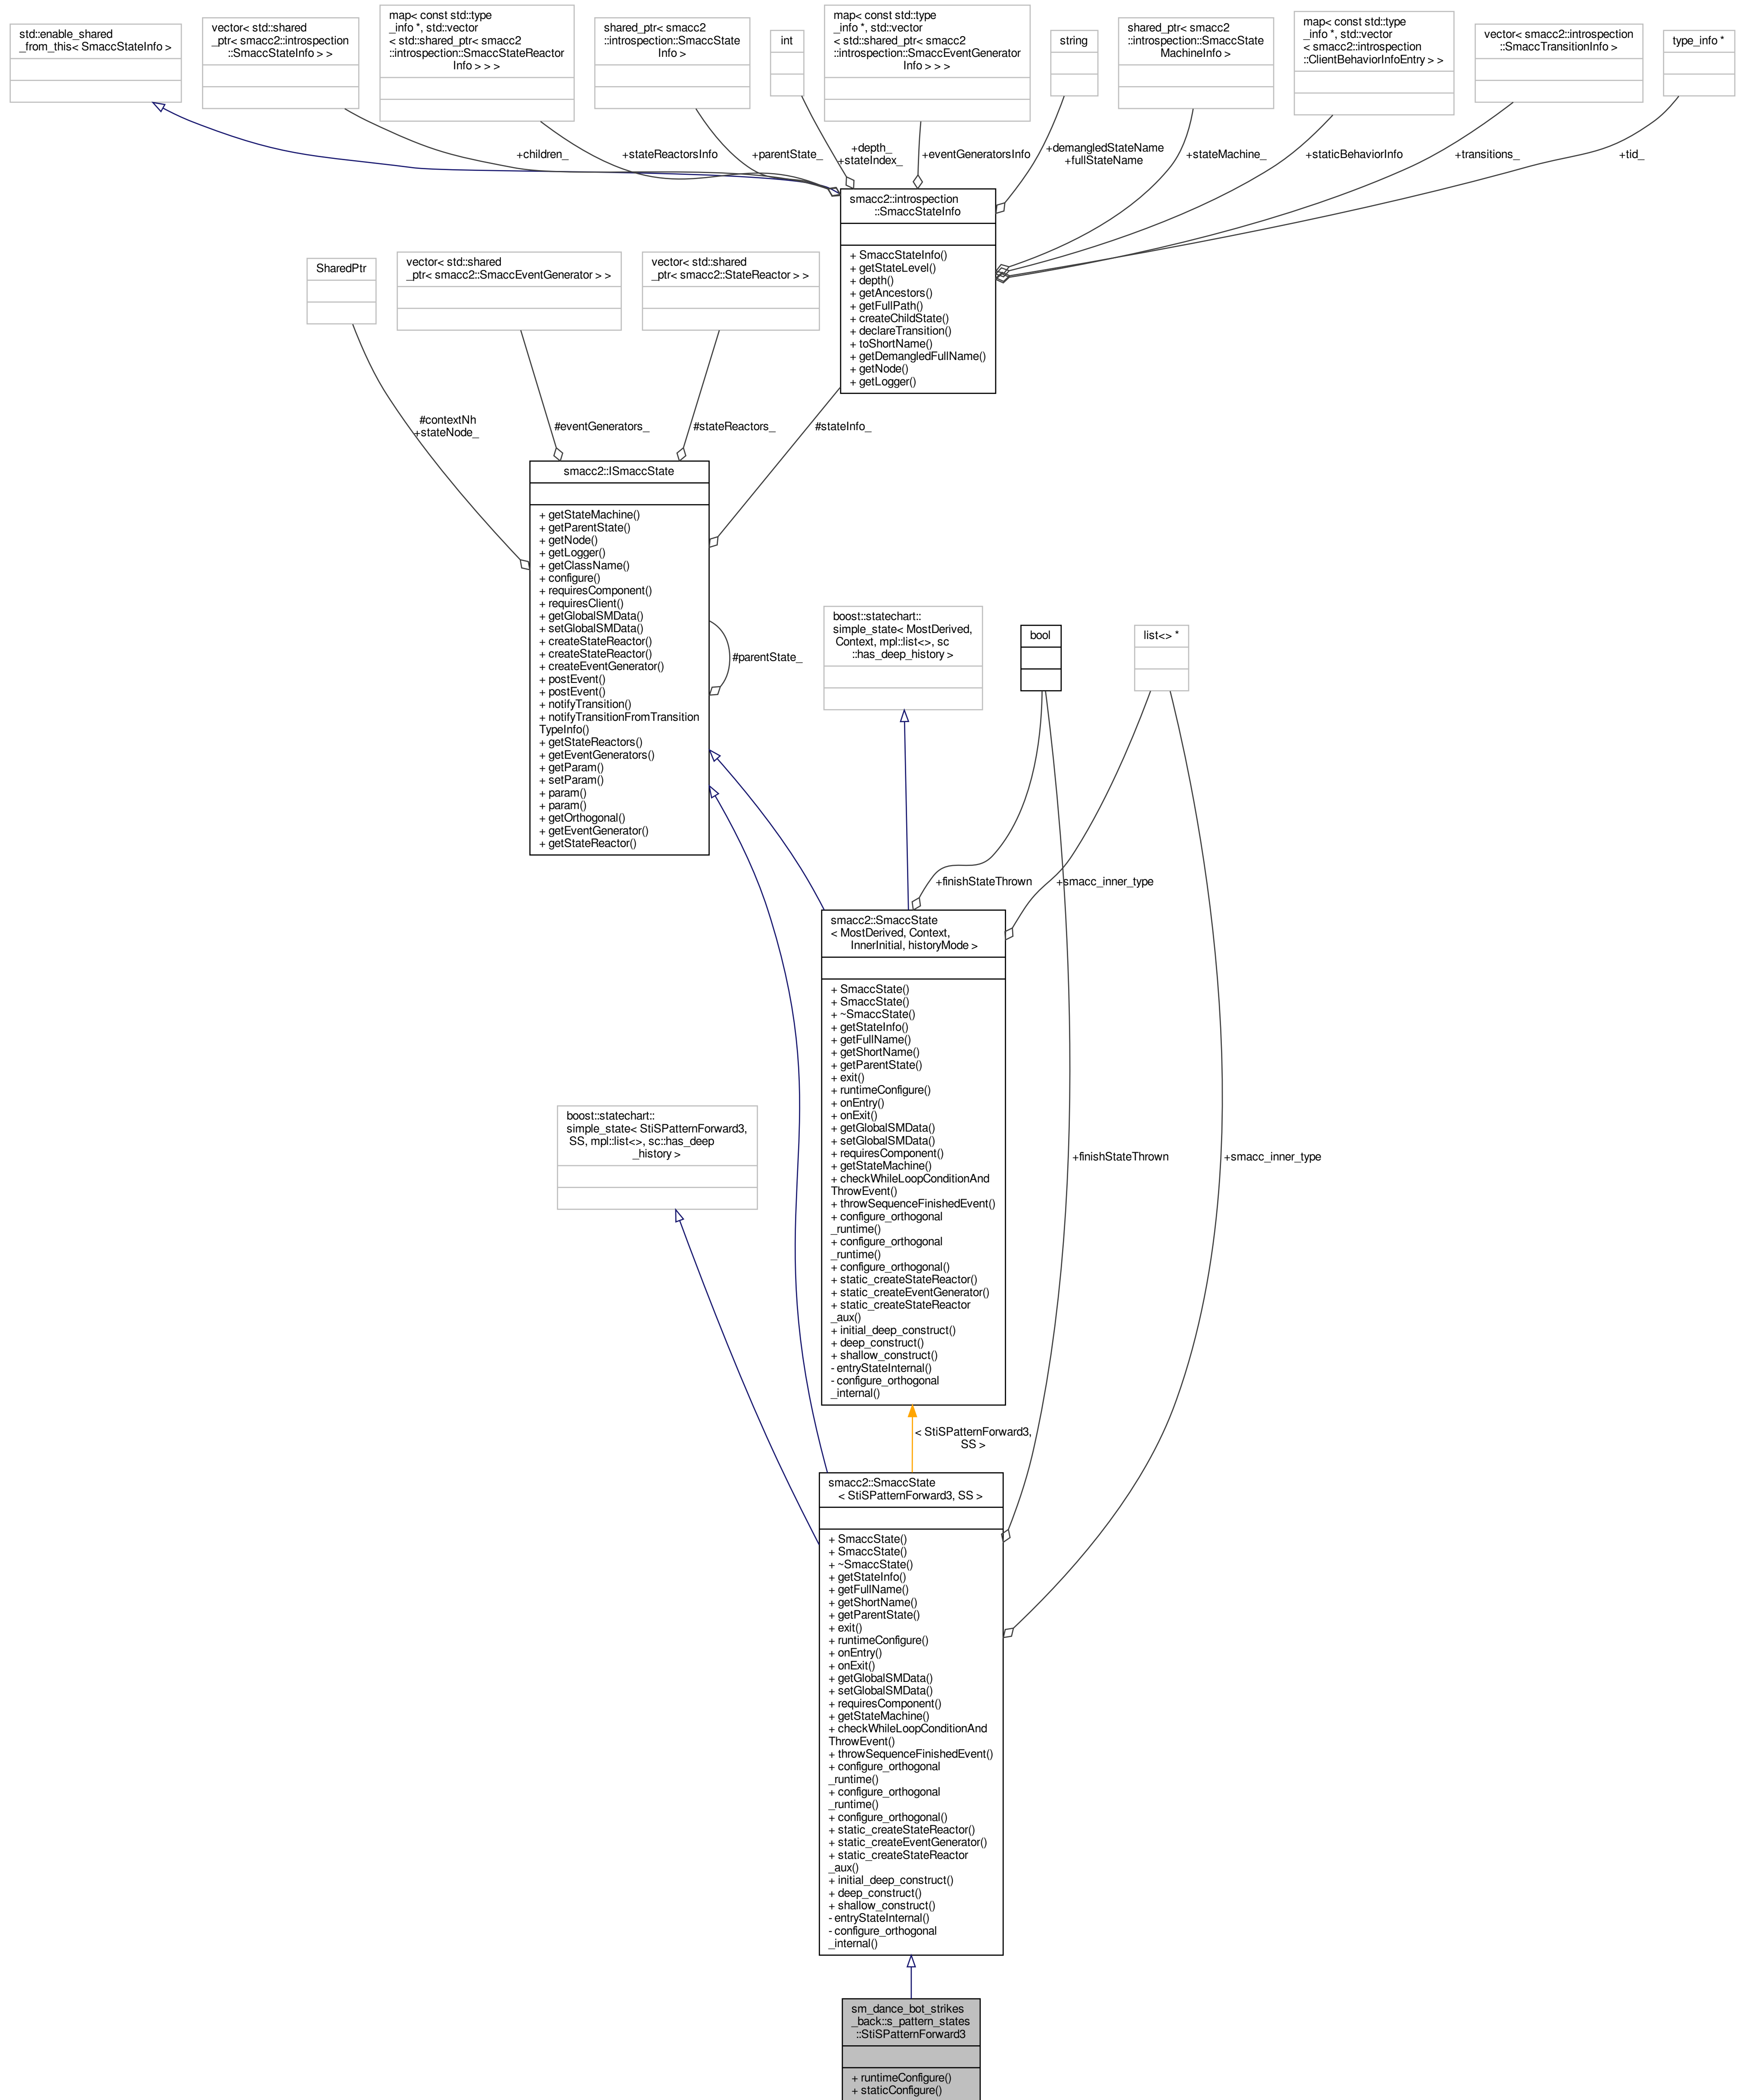 std::enable_shared
_from_this< SmaccStateInfo >
vector< std::shared
_ptr< smacc2::introspection
::SmaccStateInfo > >
map< const std::type
_info *, std::vector
< std::shared_ptr< smacc2
::introspection::SmaccStateReactor
Info > > >
shared_ptr< smacc2
::introspection::SmaccState
Info >
int
map< const std::type
_info *, std::vector
< std::shared_ptr< smacc2
::introspection::SmaccEventGenerator
Info > > >
string
shared_ptr< smacc2
::introspection::SmaccState
MachineInfo >
map< const std::type
_info *, std::vector
< smacc2::introspection
::ClientBehaviorInfoEntry > >
vector< smacc2::introspection
::SmaccTransitionInfo >
type_info *
+children_
+stateReactorsInfo
+parentState_
+depth_
+stateIndex_
+eventGeneratorsInfo
+demangledStateName
+fullStateName
+stateMachine_
+staticBehaviorInfo
+transitions_
+tid_
smacc2::introspection
::SmaccStateInfo
+ SmaccStateInfo()
+ getStateLevel()
+ depth()
+ getAncestors()
+ getFullPath()
+ createChildState()
+ declareTransition()
+ toShortName()
+ getDemangledFullName()
+ getNode()
+ getLogger()
SharedPtr
vector< std::shared
_ptr< smacc2::SmaccEventGenerator > >
vector< std::shared
_ptr< smacc2::StateReactor > >
#contextNh
+stateNode_
#eventGenerators_
#stateReactors_
#stateInfo_
smacc2::ISmaccState
+ getStateMachine()
+ getParentState()
+ getNode()
+ getLogger()
+ getClassName()
+ configure()
+ requiresComponent()
+ requiresClient()
+ getGlobalSMData()
+ setGlobalSMData()
+ createStateReactor()
+ createStateReactor()
+ createEventGenerator()
+ postEvent()
+ postEvent()
+ notifyTransition()
+ notifyTransitionFromTransition
TypeInfo()
+ getStateReactors()
+ getEventGenerators()
+ getParam()
+ setParam()
+ param()
+ param()
+ getOrthogonal()
+ getEventGenerator()
+ getStateReactor()
#parentState_
boost::statechart::
simple_state< MostDerived,
Context, mpl::list<>, sc
::has_deep_history >
bool
list<> *
+finishStateThrown
+smacc_inner_type
smacc2::SmaccState
< MostDerived, Context,
InnerInitial, historyMode >
+ SmaccState()
+ SmaccState()
+ ~SmaccState()
+ getStateInfo()
+ getFullName()
+ getShortName()
+ getParentState()
+ exit()
+ runtimeConfigure()
+ onEntry()
+ onExit()
+ getGlobalSMData()
+ setGlobalSMData()
+ requiresComponent()
+ getStateMachine()
+ checkWhileLoopConditionAnd
ThrowEvent()
+ throwSequenceFinishedEvent()
+ configure_orthogonal
_runtime()
+ configure_orthogonal
_runtime()
+ configure_orthogonal()
+ static_createStateReactor()
+ static_createEventGenerator()
+ static_createStateReactor
_aux()
+ initial_deep_construct()
+ deep_construct()
+ shallow_construct()
- entryStateInternal()
- configure_orthogonal
_internal()
boost::statechart::
simple_state< StiSPatternForward3,
SS, mpl::list<>, sc::has_deep
_history >
+finishStateThrown
+smacc_inner_type
< StiSPatternForward3,
SS >
smacc2::SmaccState
< StiSPatternForward3, SS >
+ SmaccState()
+ SmaccState()
+ ~SmaccState()
+ getStateInfo()
+ getFullName()
+ getShortName()
+ getParentState()
+ exit()
+ runtimeConfigure()
+ onEntry()
+ onExit()
+ getGlobalSMData()
+ setGlobalSMData()
+ requiresComponent()
+ getStateMachine()
+ checkWhileLoopConditionAnd
ThrowEvent()
+ throwSequenceFinishedEvent()
+ configure_orthogonal
_runtime()
+ configure_orthogonal
_runtime()
+ configure_orthogonal()
+ static_createStateReactor()
+ static_createEventGenerator()
+ static_createStateReactor
_aux()
+ initial_deep_construct()
+ deep_construct()
+ shallow_construct()
- entryStateInternal()
- configure_orthogonal
_internal()
sm_dance_bot_strikes
_back::s_pattern_states
::StiSPatternForward3
+ runtimeConfigure()
+ staticConfigure()